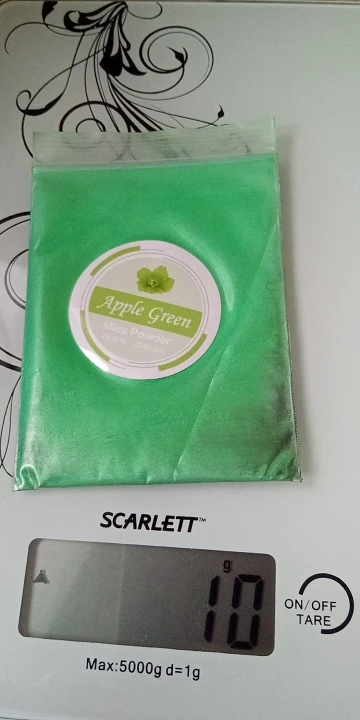 Apple Green
Mica Powder
SCARLETT™
g
10
ON/OFF
TARE
Max:5000g d=1g